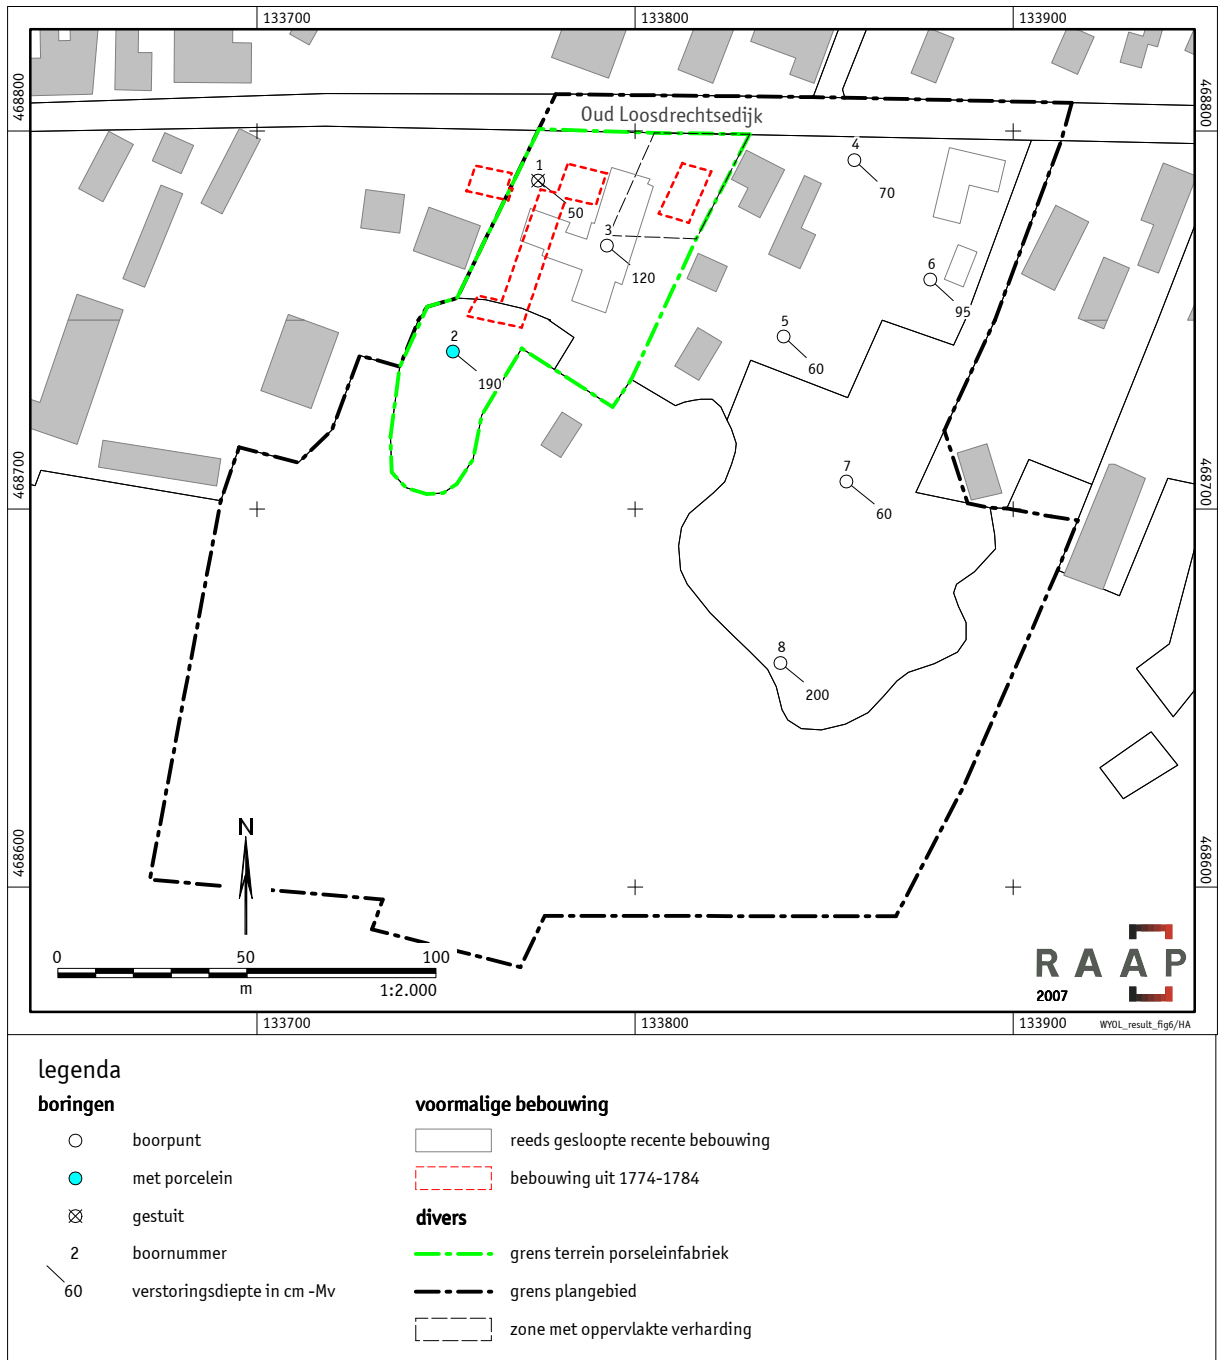 133700
133800
133900
468800
468800
Oud Loosdrechtsedijk
1
50
4
70
3
120
6
95
2
190
5
60
468700
468700
7
60
8
200
468600
468600
N
0
50
100
m
1:2.000
RAAP
2007
133700
133800
133900
WYOL_result_fig6/HA
legenda
boringen
boorpunt
met porcelein
gestuit
2 boornummer
60 verstoringsdiepte in cm -Mv
voormalige bebouwing
reeds gesloopte recente bebouwing
bebouwing uit 1774-1784
divers
grens terrein porseleinfabriek
grens plangebied
zone met oppervlakte verharding